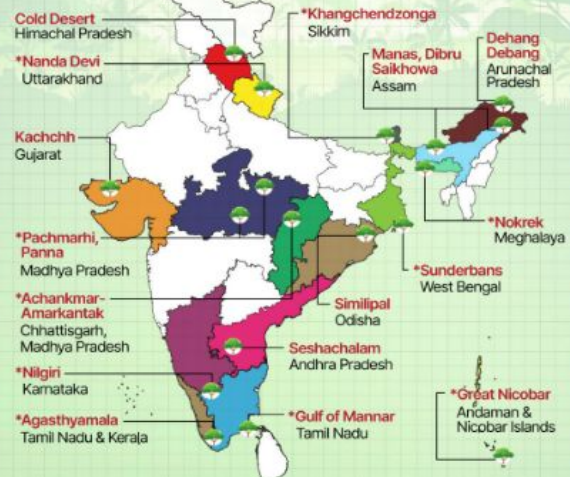 Cold Desert
Himachal Pradesh
*Nanda Devi
Uttarakhand
Kachchh
Gujarat
*Pachmarhi,
Panna
Madhya Pradesh
*Achankmar-
Amarkantak
Chhattisgarh,
Madhya Pradesh
*Nilgiri
Karnataka
*Agasthyamala
Tamil Nadu & Kerala
*Khangchendzonga
Sikkim
Manas, Dibru
Saikhowa
Assam
Dehang
Debang
Arunachal
Pradesh
*Nokrek
Meghalaya
*Sunderbans
West Bengal
Similipal
Odisha
Seshachalam
Andhra Pradesh
*Gulf of Mannar
Tamil Nadu
*Great Nicobar
Andaman &
Nicobar Islands